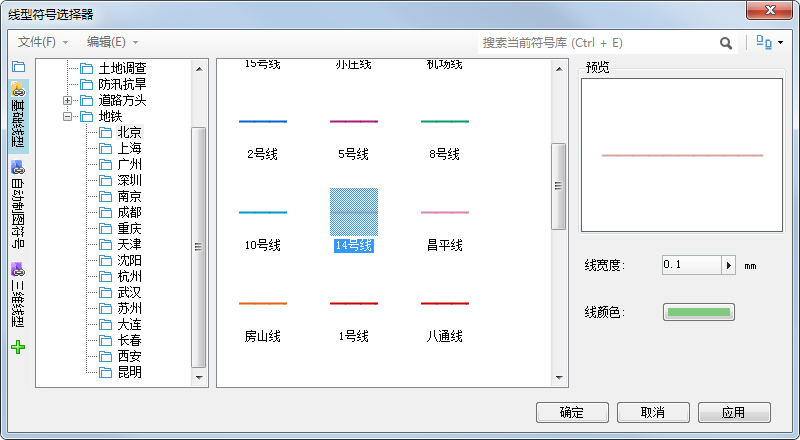 线型符号选择器
文件(F)
编辑(E)
搜索当前符号库 (Ctrl + E)
基础线型
自动制图符号
三维线型
土地调查
防汛抗旱
道路方头
地铁
北京
上海
广州
深圳
南京
成都
重庆
天津
沈阳
杭州
武汉
苏州
大连
长春
西安
昆明
15号线 亦庄线 机场线
2号线 5号线 8号线
10号线 14号线 昌平线
房山线 1号线 八通线
预览
线宽度: 0.1 mm
线颜色:
确定 取消 应用